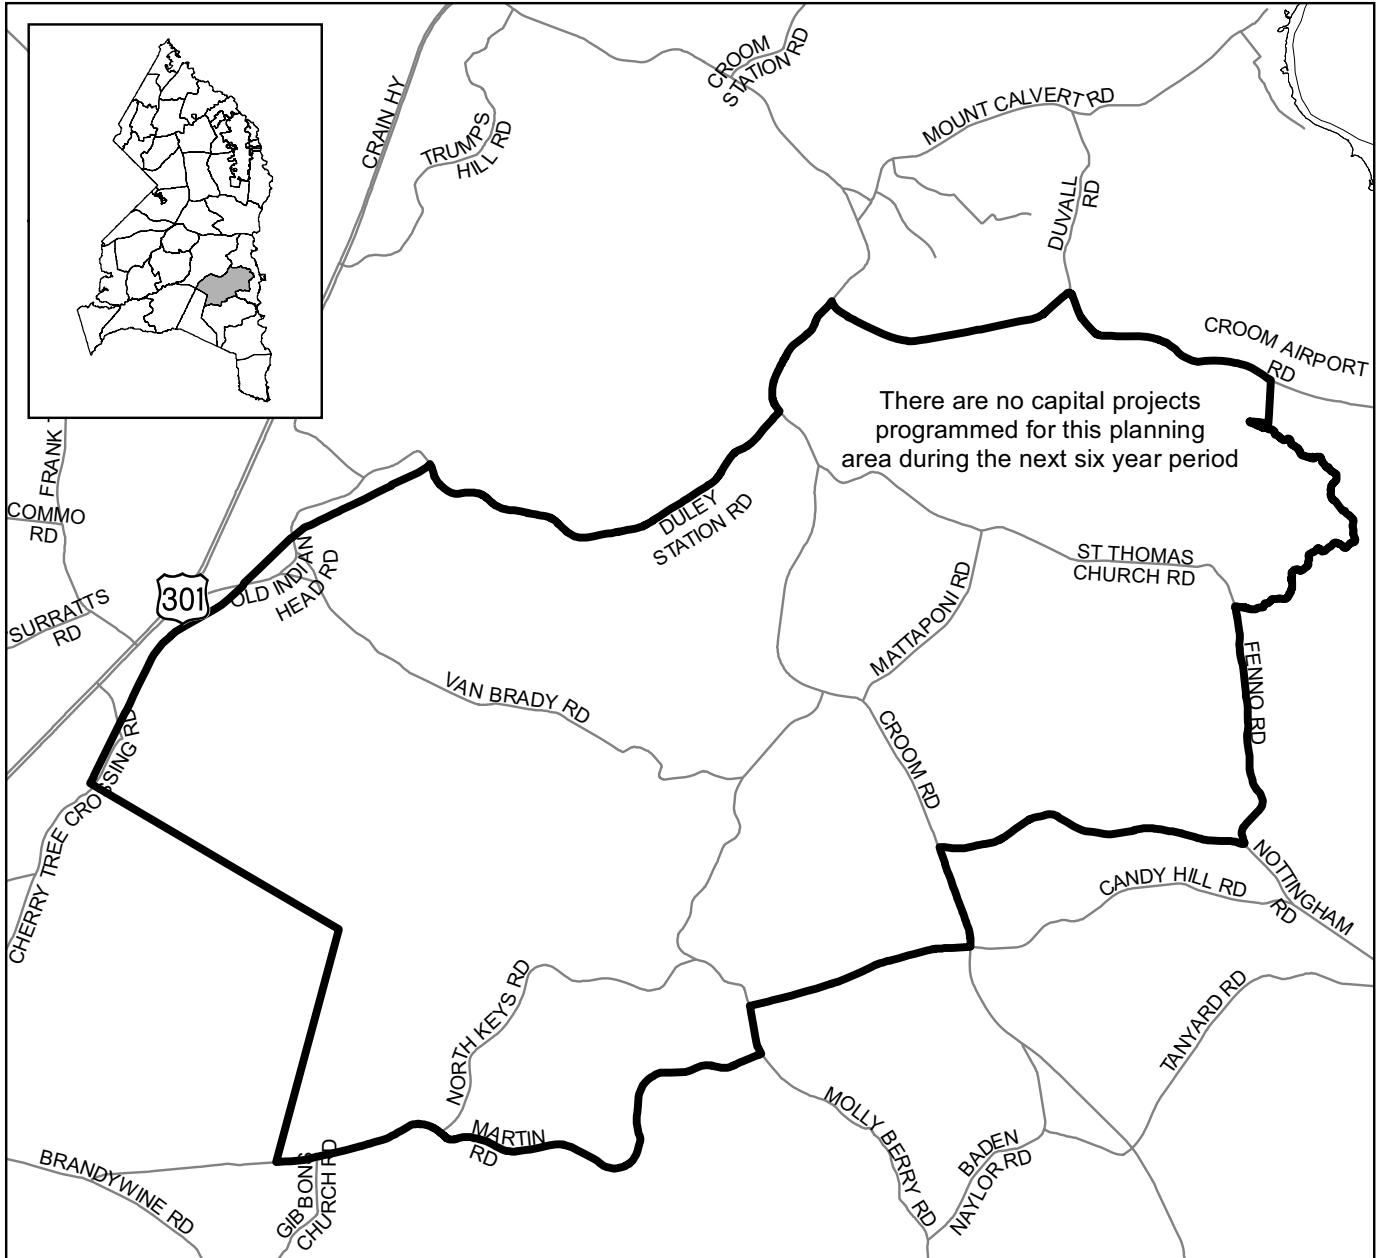 CROOM
STATION RD
CRAIN HY
TRUMPS
HILL RD
MOUNT CALVERT RD
DUVALL
RD
CROOM AIRPORT
RD
There are no capital projects
programmed for this planning
area during the next six year period
FRANK T
COMMO
RD
DULEY
STATION RD
ST THOMAS
CHURCH RD
301
OLD INDIAN
HEAD RD
SURRATTS
RD
MATTAPONI RD
FENNO RD
VAN BRADY RD
CROOM RD
CHERRY TREE CROSSING RD
NOTTINGHAM
RD
CANDY HILL RD
NORTH KEYS RD
TANYARD RD
MARTIN
RD
MOLLY BERRY RD
BADEN
NAYLOR RD
BRANDYWINE RD
GIBBONS
CHURCH RD